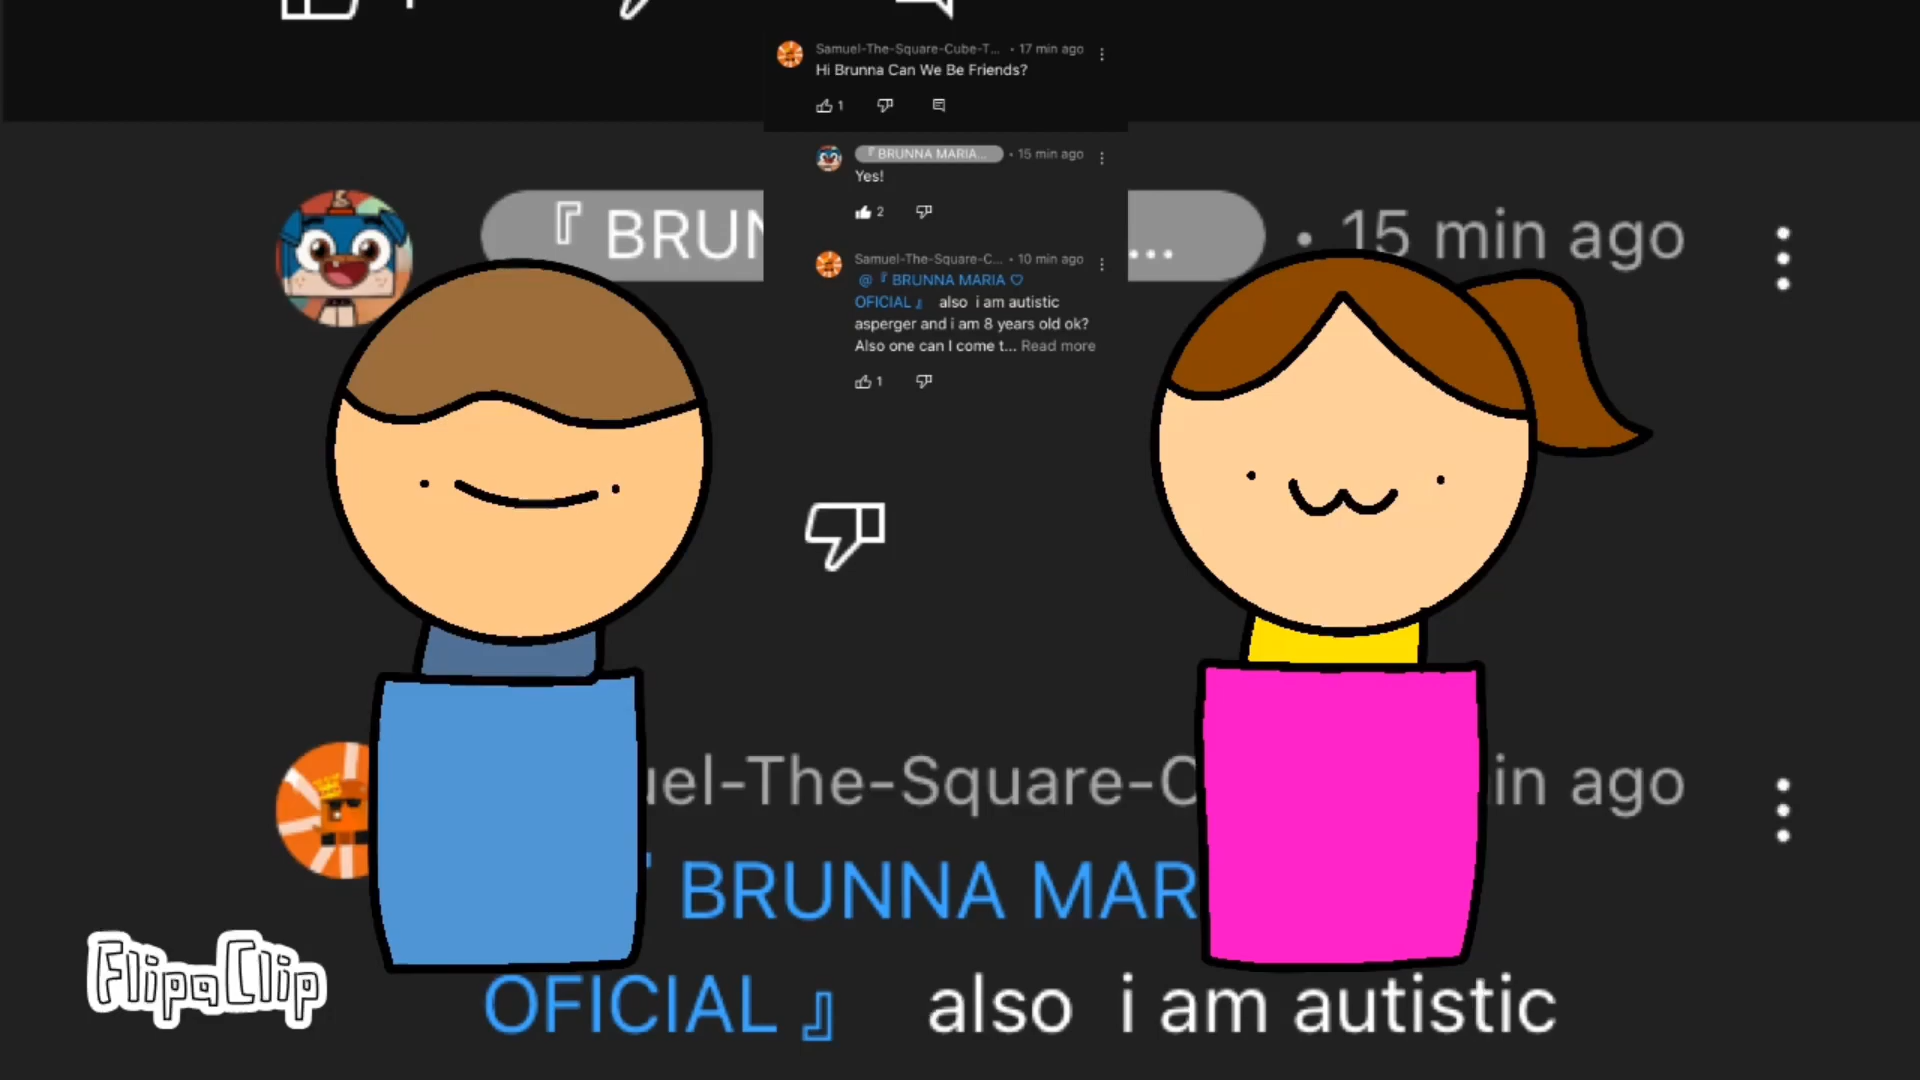 Samuel-The-Square-Cube-T... • 17 min ago
Hi Brunna Can We Be Friends?
1
『 BRUNNA MARIA... • 15 min ago
Yes!
2
Samuel-The-Square-C... • 10 min ago
@『 BRUNNA MARIA ♡
OFICIAL 』 also i am autistic
asperger and i am 8 years old ok?
Also one can I come t... Read more
1
『 BRUN ... • 15 min ago
uel-The-Square-C in ago
『 BRUNNA MAR
OFICIAL 』 also i am autistic
FlipaClip